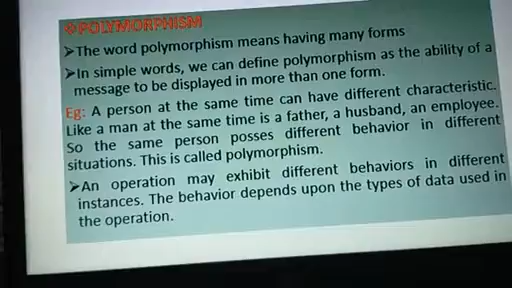 ❖POLYMORPHISM
➤The word polymorphism means having many forms
➤In simple words, we can define polymorphism as the ability of a
message to be displayed in more than one form.
Eg: A person at the same time can have different characteristic.
Like a man at the same time is a father, a husband, an employee.
So the same person posses different behavior in different
situations. This is called polymorphism.
➤An operation may exhibit different behaviors in different
instances. The behavior depends upon the types of data used in
the operation.